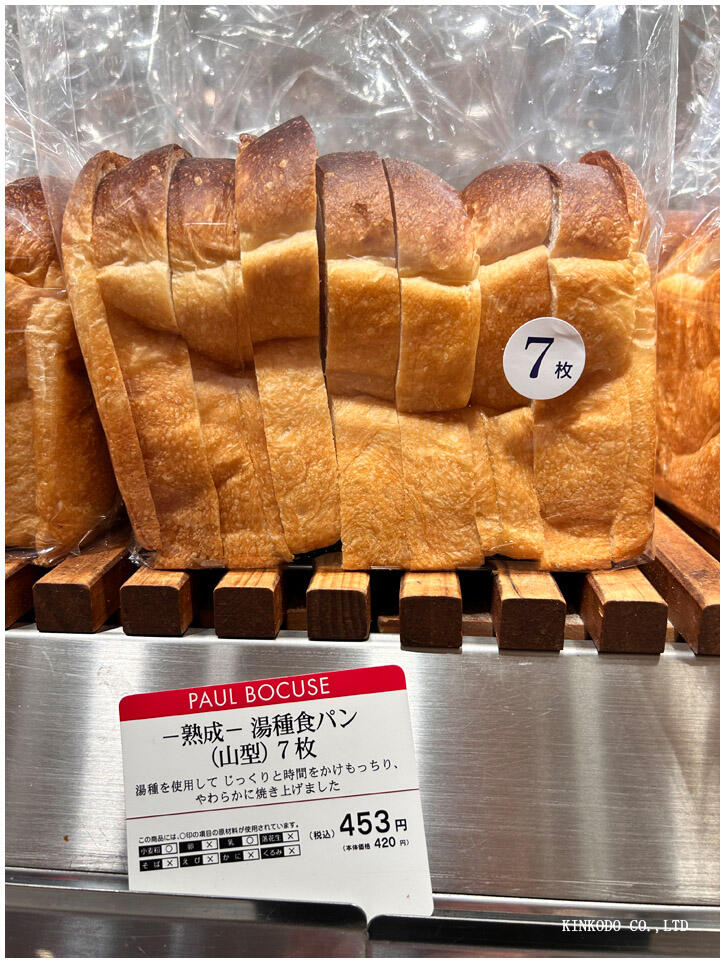 7枚
PAUL BOCUSE
－熟成－ 湯種食パン
(山型) 7枚
湯種を使用して じっくりと時間をかけもっちり、
やわらかに焼き上げました
この商品には、○印の項目の原材料が使用されています。
小麦粉 ○ 卵 × 乳 ○ 落花生 ×
そば × えび × かに × くるみ ×
(税込) 453円
(本体価格 420 円)
KINKODO CO.,LTD